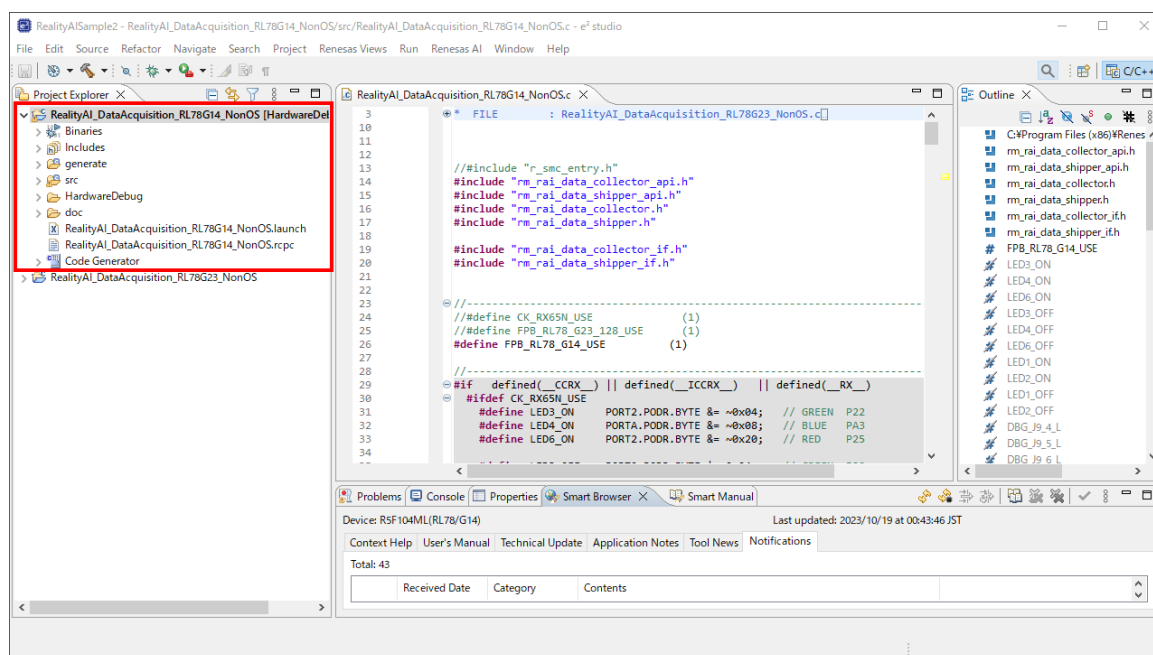 RealityAISample2 - RealityAI_DataAcquisition_RL78G14_NonOS/src/RealityAI_DataAcquisition_RL78G14_NonOS.c - e² studio
File Edit Source Refactor Navigate Search Project Renesas Views Run Renesas AI Window Help
C/C++
Project Explorer
RealityAI_DataAcquisition_RL78G14_NonOS [HardwareDel
Binaries
Includes
generate
src
HardwareDebug
doc
RealityAI_DataAcquisition_RL78G14_NonOS.launch
RealityAI_DataAcquisition_RL78G14_NonOS.rcpc
Code Generator
RealityAI_DataAcquisition_RL78G23_NonOS
RealityAI_DataAcquisition_RL78G14_NonOS.c
3 * FILE : RealityAI_DataAcquisition_RL78G23_NonOS.c
10
11
12
13 //#include "r_smc_entry.h"
14 #include "rm_rai_data_collector_api.h"
15 #include "rm_rai_data_shipper_api.h"
16 #include "rm_rai_data_collector.h"
17 #include "rm_rai_data_shipper.h"
18
19 #include "rm_rai_data_collector_if.h"
20 #include "rm_rai_data_shipper_if.h"
21
22
23 //----------------------------------------------------------------------
24 //#define CK_RX65N_USE (1)
25 //#define FPB_RL78_G23_128_USE (1)
26 #define FPB_RL78_G14_USE (1)
27
28 //----------------------------------------------------------------------
29 #if defined(__CCRX__) || defined(__ICCRX__) || defined(__RX__)
30 #ifdef CK_RX65N_USE
31 #define LED3_ON PORT2.PODR.BYTE &= ~0x04; // GREEN P22
32 #define LED4_ON PORTA.PODR.BYTE &= ~0x08; // BLUE PA3
33 #define LED6_ON PORT2.PODR.BYTE &= ~0x20; // RED P25
34
Outline
C:¥Program Files (x86)¥Renes
rm_rai_data_collector_api.h
rm_rai_data_shipper_api.h
rm_rai_data_collector.h
rm_rai_data_shipper.h
rm_rai_data_collector_if.h
rm_rai_data_shipper_if.h
FPB_RL78_G14_USE
LED3_ON
LED4_ON
LED6_ON
LED3_OFF
LED4_OFF
LED6_OFF
LED1_ON
LED2_ON
LED1_OFF
LED2_OFF
DBG_J9_4_L
DBG_J9_5_L
DBG_J9_6_L
Problems Console Properties Smart Browser Smart Manual
Device: R5F104ML(RL78/G14) Last updated: 2023/10/19 at 00:43:46 JST
Context Help User's Manual Technical Update Application Notes Tool News Notifications
Total: 43
Received Date Category Contents